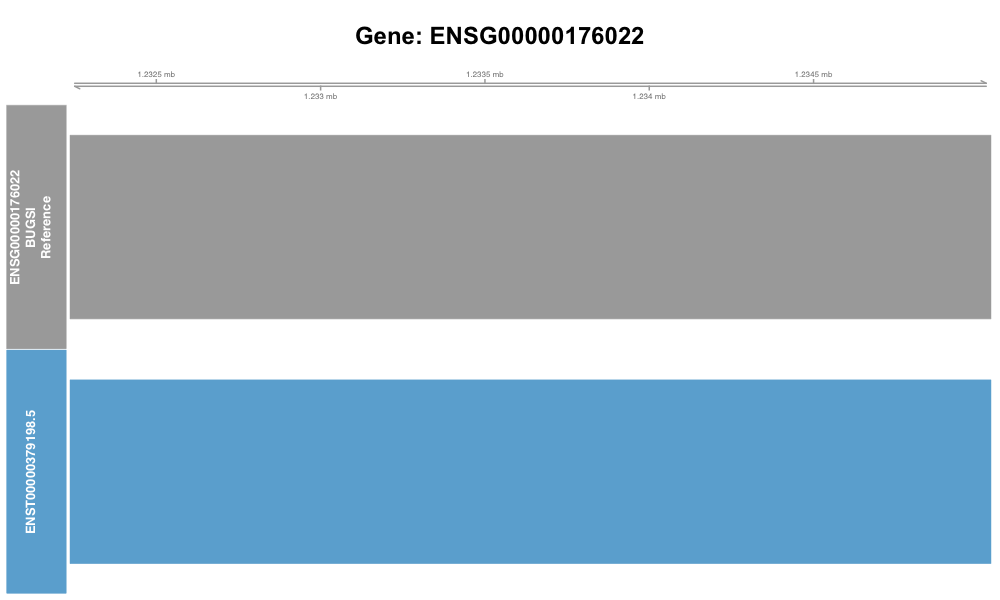 Gene: ENSG00000176022
1.2325 mb
1.2335 mb
1.2345 mb
1.233 mb
1.234 mb
ENSG00000176022
BUGSI
Reference
ENST00000379198.5